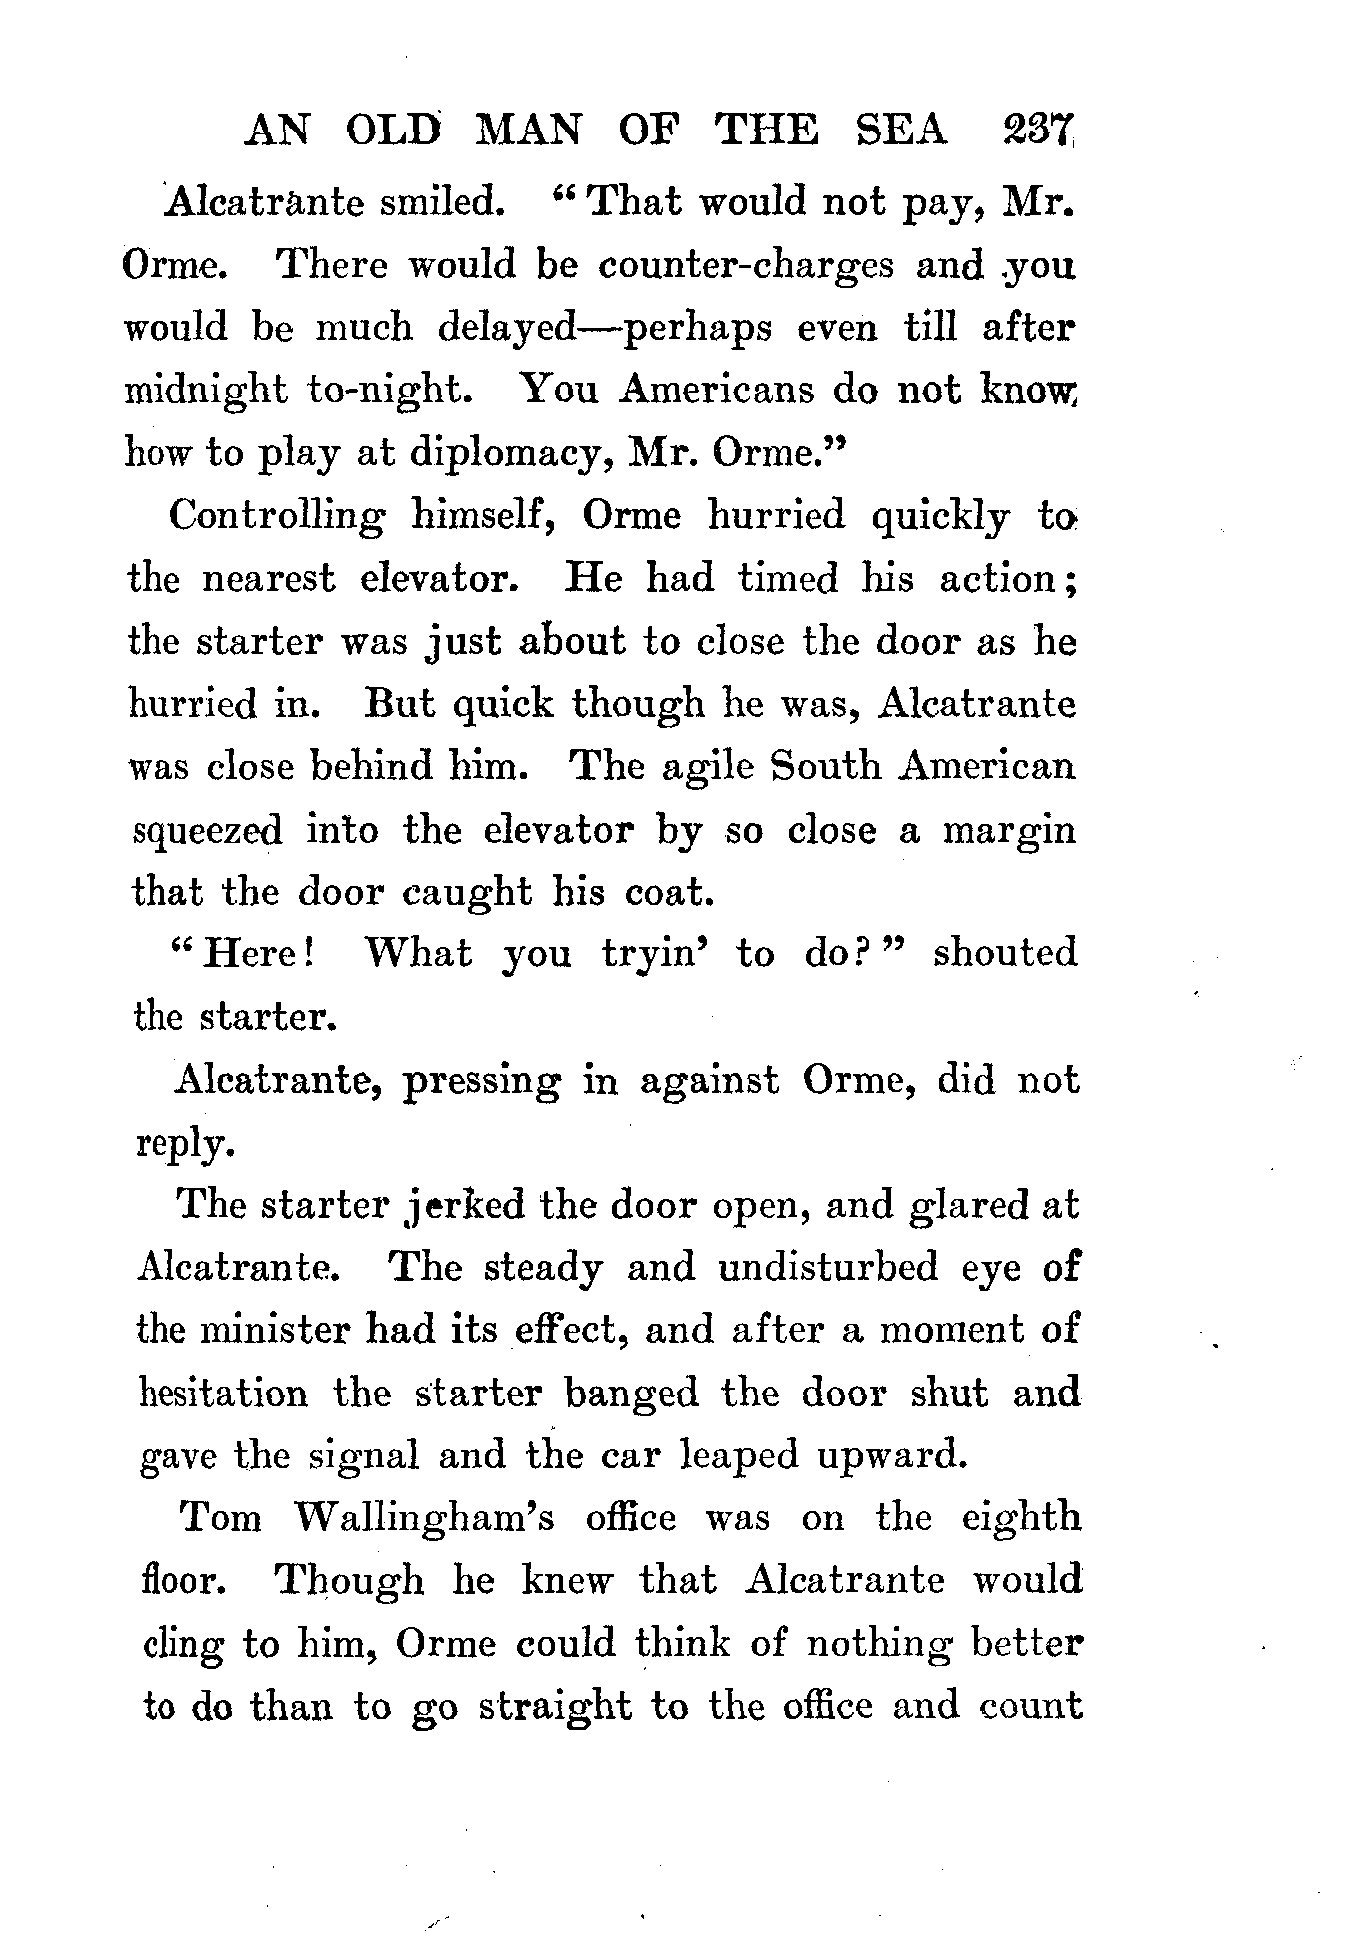 AN OLD MAN OF THE SEA 237
Alcatrante smiled. “That would not pay, Mr.
Orme. There would be counter-charges and you
would be much delayed—perhaps even till after
midnight to-night. You Americans do not know
how to play at diplomacy, Mr. Orme.”
Controlling himself, Orme hurried quickly to
the nearest elevator. He had timed his action;
the starter was just about to close the door as he
hurried in. But quick though he was, Alcatrante
was close behind him. The agile South American
squeezed into the elevator by so close a margin
that the door caught his coat.
“Here! What you tryin’ to do?” shouted
the starter.
Alcatrante, pressing in against Orme, did not
reply.
The starter jerked the door open, and glared at
Alcatrante. The steady and undisturbed eye of
the minister had its effect, and after a moment of
hesitation the starter banged the door shut and
gave the signal and the car leaped upward.
Tom Wallingham’s office was on the eighth
floor. Though he knew that Alcatrante would
cling to him, Orme could think of nothing better
to do than to go straight to the office and count